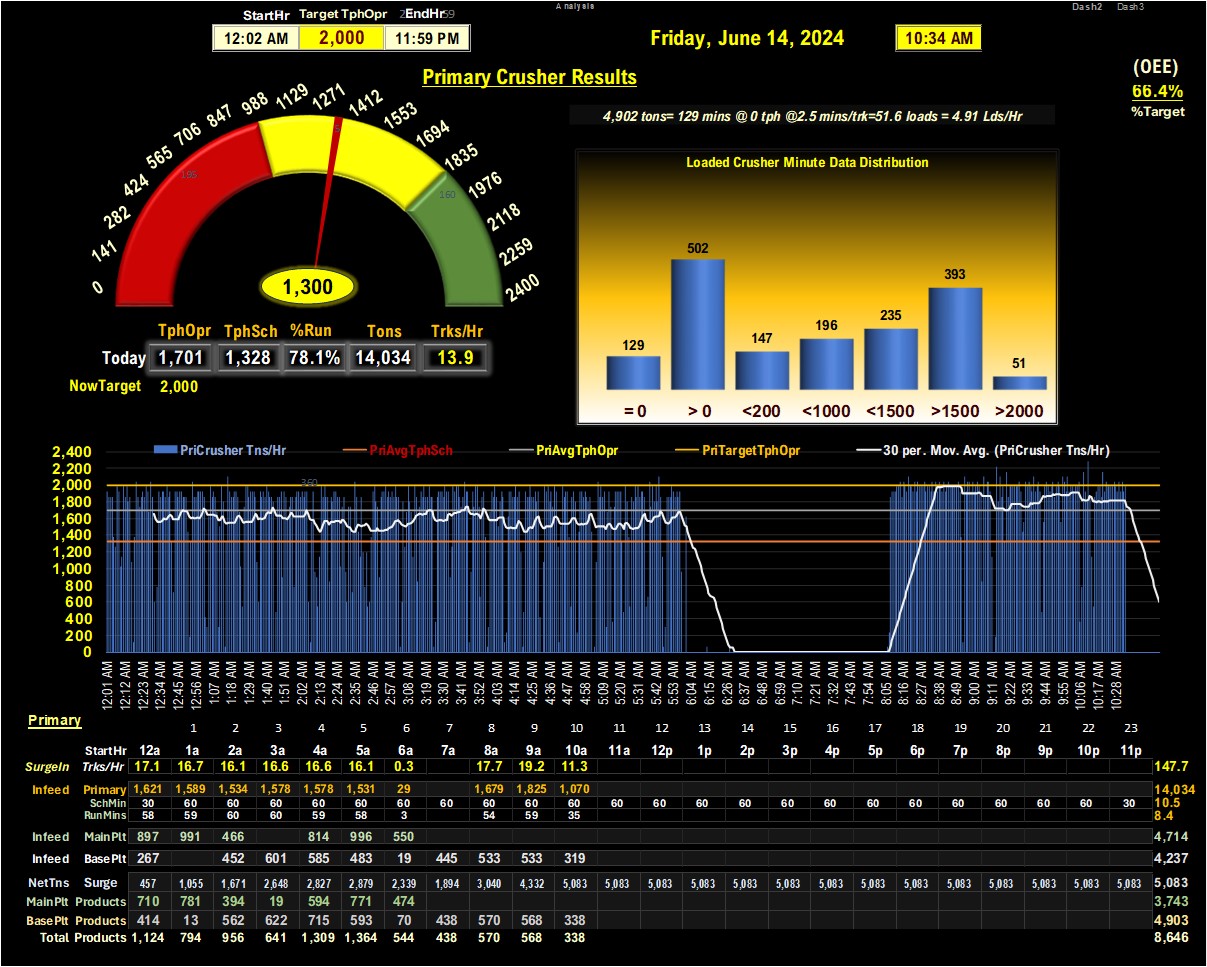 Analysis
Dash2 Dash3
StartHr Target TphOpr EndHr
12:02 AM 2,000 11:59 PM
Friday, June 14, 2024
10:34 AM
Primary Crusher Results
(OEE)
66.4%
%Target
4,902 tons= 129 mins @ 0 tph @2.5 mins/trk=51.6 loads = 4.91 Lds/Hr
0 141 282 424 565 706 847 988 1129 1271 1412 1553 1694 1835 1976 2118 2259 2400
195
160
1,300
Loaded Crusher Minute Data Distribution
129 502 147 196 235 393 51
= 0 > 0 <200 <1000 <1500 >1500 >2000
TphOpr TphSch %Run Tons Trks/Hr
Today 1,701 1,328 78.1% 14,034 13.9
NowTarget 2,000
PriCrusher Tns/Hr PriAvgTphSch PriAvgTphOpr PriTargetTphOpr 30 per. Mov. Avg. (PriCrusher Tns/Hr)
2,400
2,200
2,000
1,800
1,600
1,400
1,200
1,000
800
600
400
200
0
360
12:01 AM 12:12 AM 12:23 AM 12:34 AM 12:45 AM 12:56 AM 1:07 AM 1:18 AM 1:29 AM 1:40 AM 1:51 AM 2:02 AM 2:13 AM 2:24 AM 2:35 AM 2:46 AM 2:57 AM 3:08 AM 3:19 AM 3:30 AM 3:41 AM 3:52 AM 4:03 AM 4:14 AM 4:25 AM 4:36 AM 4:47 AM 4:58 AM 5:09 AM 5:20 AM 5:31 AM 5:42 AM 5:53 AM 6:04 AM 6:15 AM 6:26 AM 6:37 AM 6:48 AM 6:59 AM 7:10 AM 7:21 AM 7:32 AM 7:43 AM 7:54 AM 8:05 AM 8:16 AM 8:27 AM 8:38 AM 8:49 AM 9:00 AM 9:11 AM 9:22 AM 9:33 AM 9:44 AM 9:55 AM 10:06 AM 10:17 AM 10:28 AM
Primary
1 2 3 4 5 6 7 8 9 10 11 12 13 14 15 16 17 18 19 20 21 22 23
StartHr 12a 1a 2a 3a 4a 5a 6a 7a 8a 9a 10a 11a 12p 1p 2p 3p 4p 5p 6p 7p 8p 9p 10p 11p
SurgeIn Trks/Hr 17.1 16.7 16.1 16.6 16.6 16.1 0.3 17.7 19.2 11.3 147.7
Infeed Primary 1,621 1,589 1,534 1,578 1,578 1,531 29 1,679 1,825 1,070 14,034
SchMin 30 60 60 60 60 60 60 60 60 60 60 60 60 60 60 60 60 60 60 60 60 60 60 30 10.5
RunMins 58 59 60 60 59 58 3 54 59 35 8.4
Infeed MainPlt 897 991 466 814 996 550 4,714
Infeed BasePlt 267 452 601 585 483 19 445 533 533 319 4,237
NetTns Surge 457 1,055 1,671 2,648 2,827 2,879 2,339 1,894 3,040 4,332 5,083 5,083 5,083 5,083 5,083 5,083 5,083 5,083 5,083 5,083 5,083 5,083 5,083 5,083 5,083
MainPlt Products 710 781 394 19 594 771 474 3,743
BasePlt Products 414 13 562 622 715 593 70 438 570 568 338 4,903
Total Products 1,124 794 956 641 1,309 1,364 544 438 570 568 338 8,646